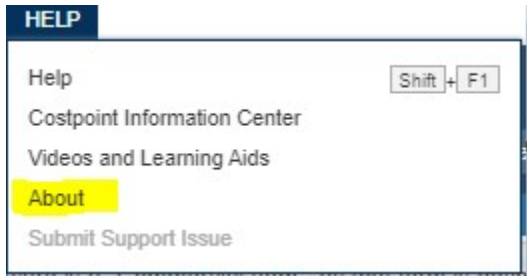 HELP
Help Shift + F1
Costpoint Information Center
Videos and Learning Aids
About
Submit Support Issue